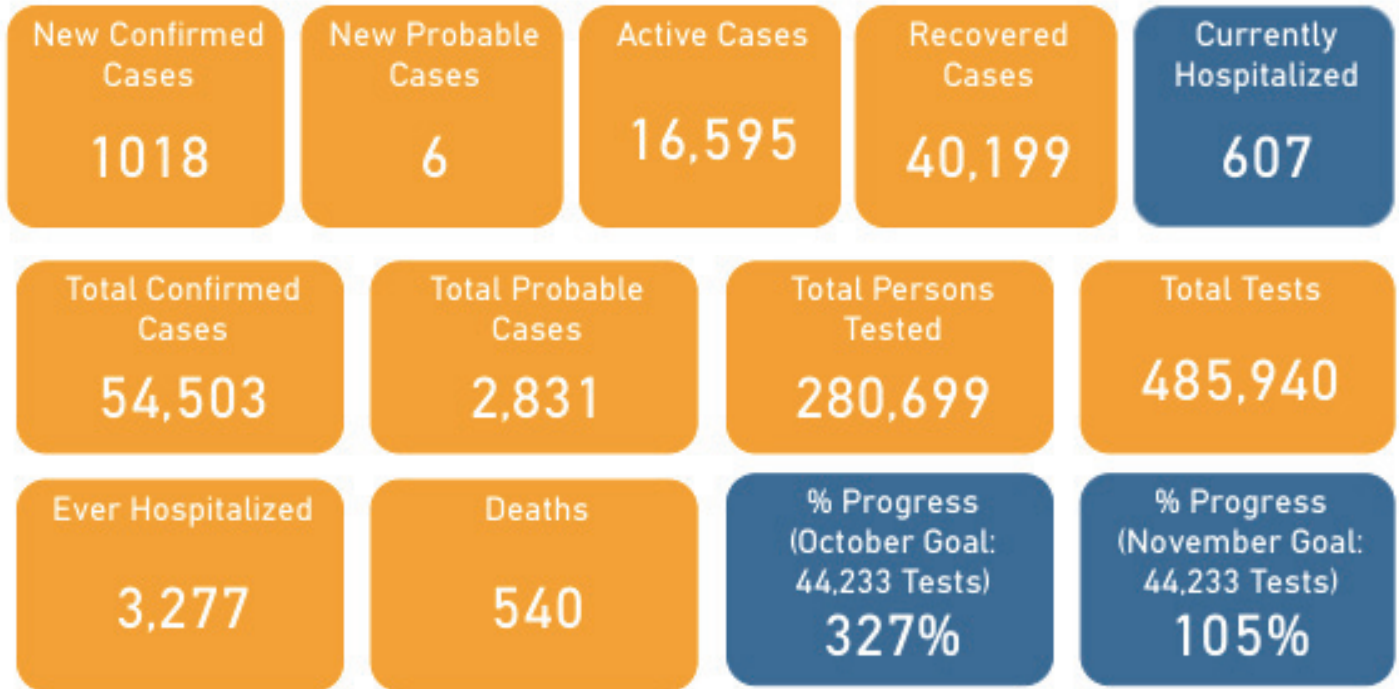 New Confirmed
Cases
1018
New Probable
Cases
6
Active Cases
16,595
Recovered
Cases
40,199
Currently
Hospitalized
607
Total Confirmed
Cases
54,503
Total Probable
Cases
2,831
Total Persons
Tested
280,699
Total Tests
485,940
Ever Hospitalized
3,277
Deaths
540
% Progress
(October Goal:
44,233 Tests)
327%
% Progress
(November Goal:
44,233 Tests)
105%